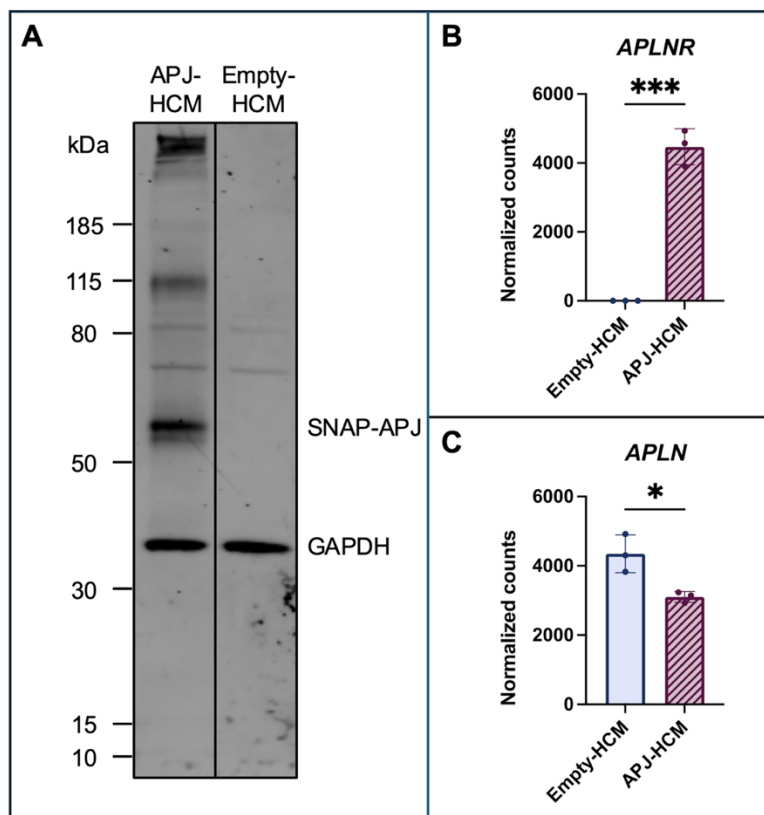 A
APJ-
HCM
Empty-
HCM
kDa
185
115
80
50
30
15
10
SNAP-APJ
GAPDH
B
APLNR
***
6000
4000
2000
0
Normalized counts
Empty-HCM
APJ-HCM
C
APLN
*
6000
4000
2000
0
Normalized counts
Empty-HCM
APJ-HCM